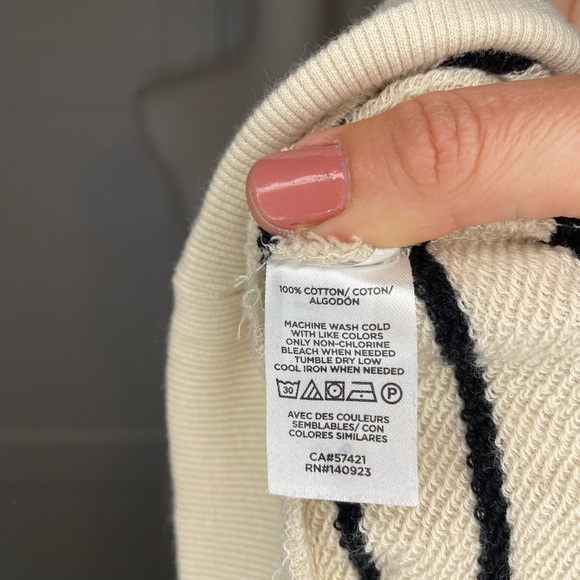 100% COTTON/ COTON/
ALGODÓN
MACHINE WASH COLD
WITH LIKE COLORS
ONLY NON-CHLORINE
BLEACH WHEN NEEDED
TUMBLE DRY LOW
COOL IRON WHEN NEEDED
30 P
AVEC DES COULEURS
SEMBLABLES/ CON
COLORES SIMILARES
CA#57421
RN#140923